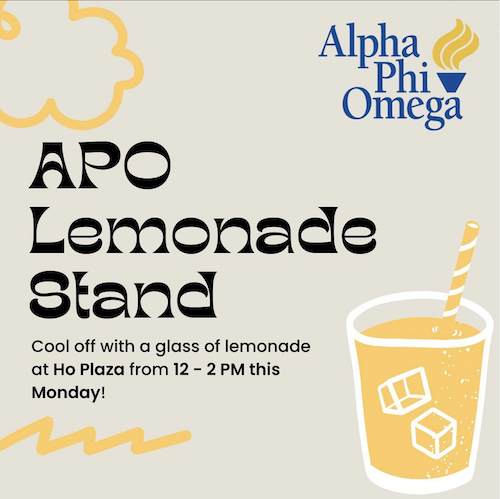 Alpha
Phi
Omega
APO
Lemonade
Stand
Cool off with a glass of lemonade
at Ho Plaza from 12 - 2 PM this
Monday!